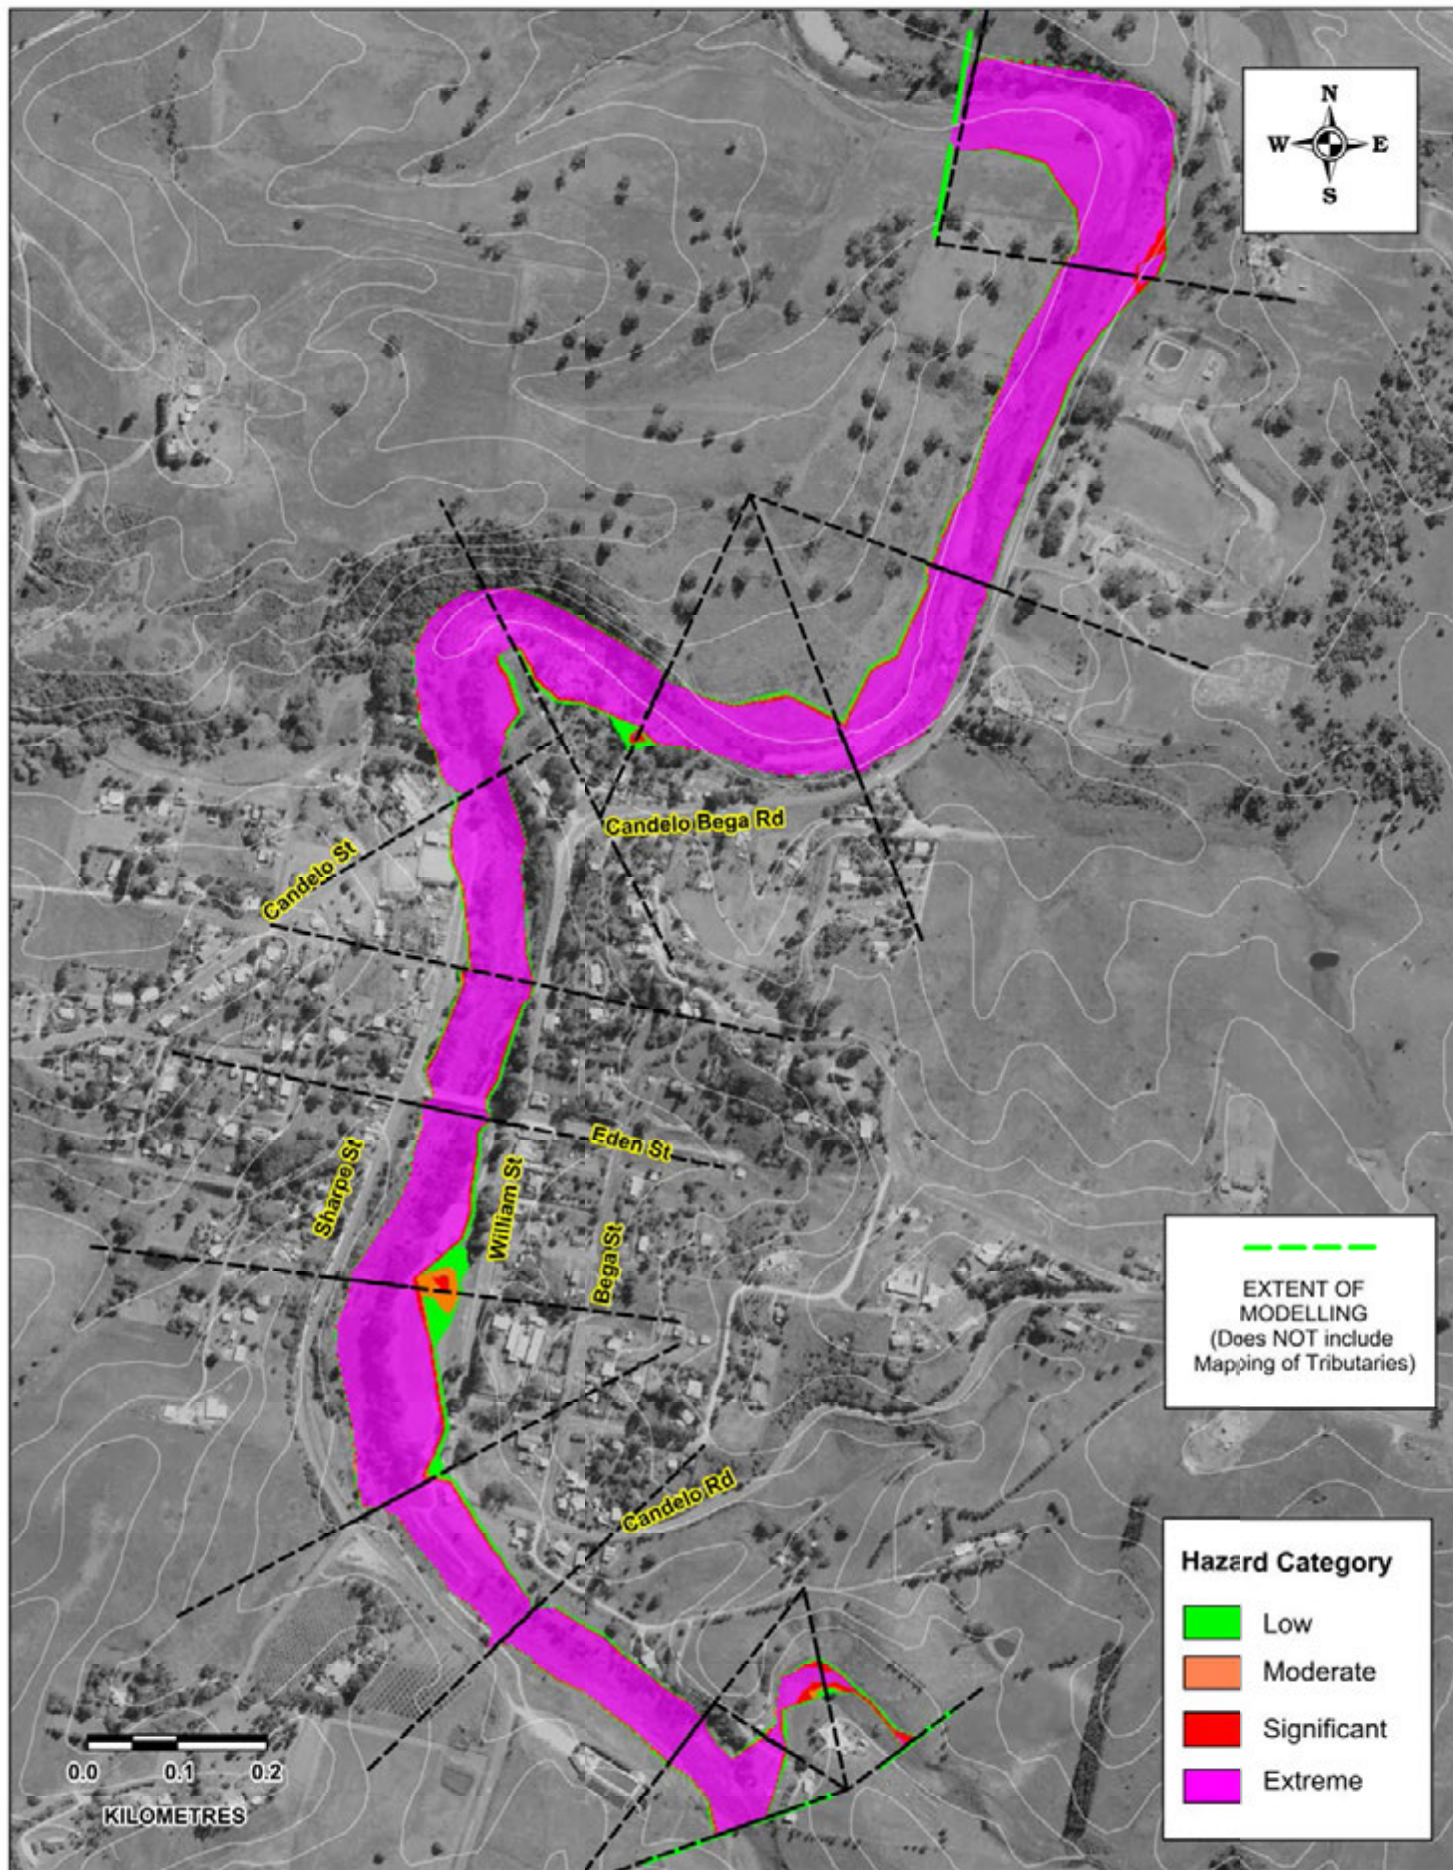 N
W E
S
Candelo Bega Rd
Candelo St
Eden St
Sharpe St
William St
Bega St
EXTENT OF
MODELLING
(Does NOT include
Mapping of Tributaries)
Candelo Rd
Hazard Category
Low
Moderate
Significant
Extreme
0.0 0.1 0.2
KILOMETRES